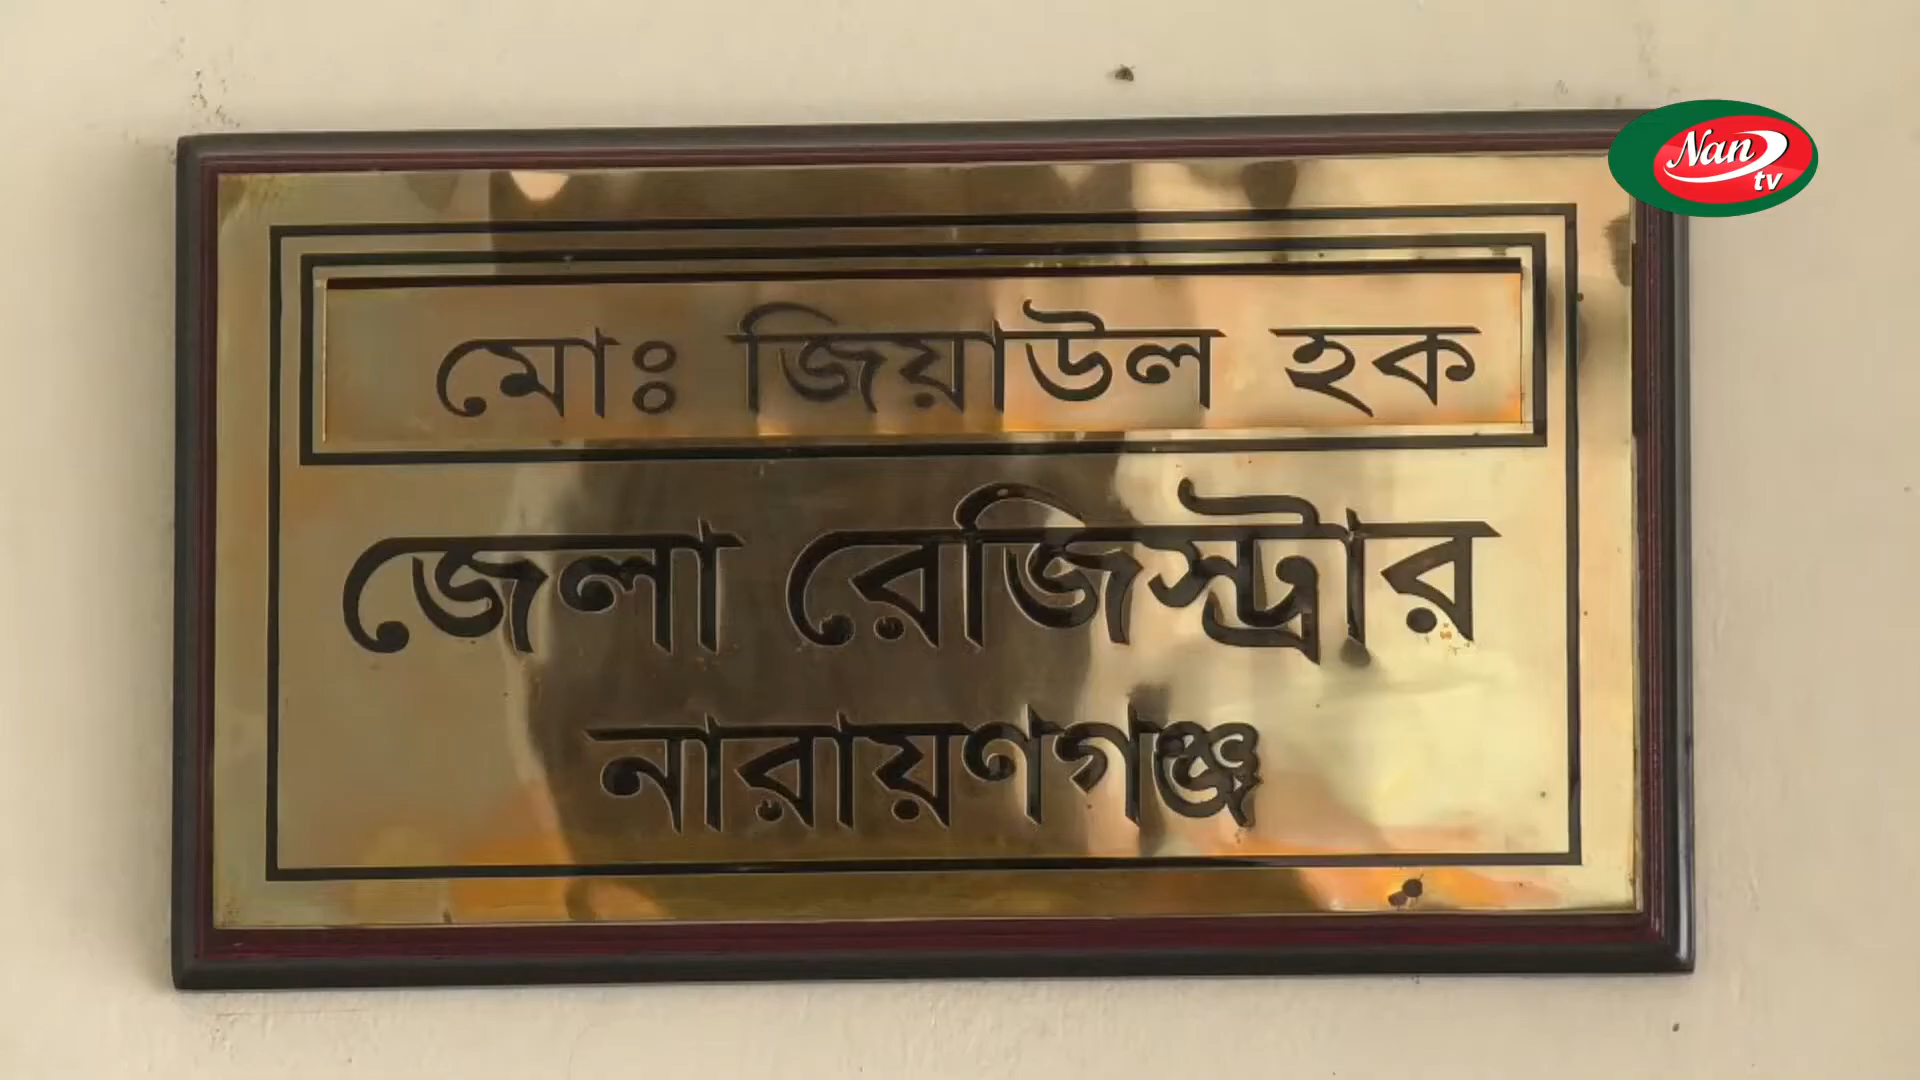 Nan
tv
মোঃ জিয়াউল হক
জেলা রেজিস্ট্রার
নারায়ণগঞ্জ